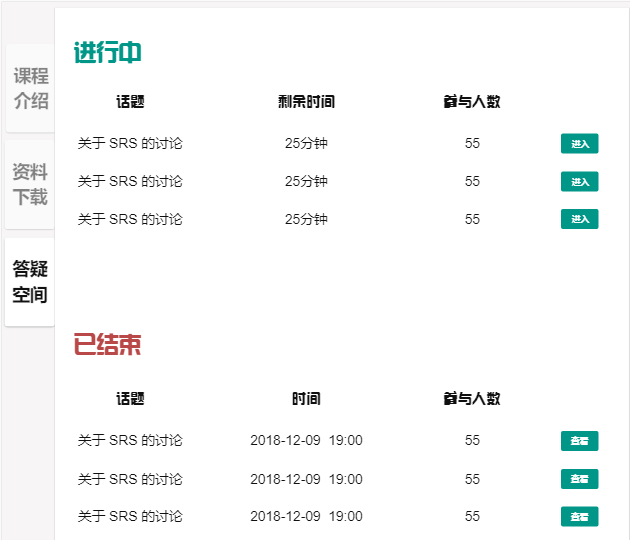 课程
介绍
资料
下载
答疑
空间
进行中
话题 剩余时间 参与人数
关于 SRS 的讨论 25分钟 55 进入
关于 SRS 的讨论 25分钟 55 进入
关于 SRS 的讨论 25分钟 55 进入
已结束
话题 时间 参与人数
关于 SRS 的讨论 2018-12-09 19:00 55 查看
关于 SRS 的讨论 2018-12-09 19:00 55 查看
关于 SRS 的讨论 2018-12-09 19:00 55 查看